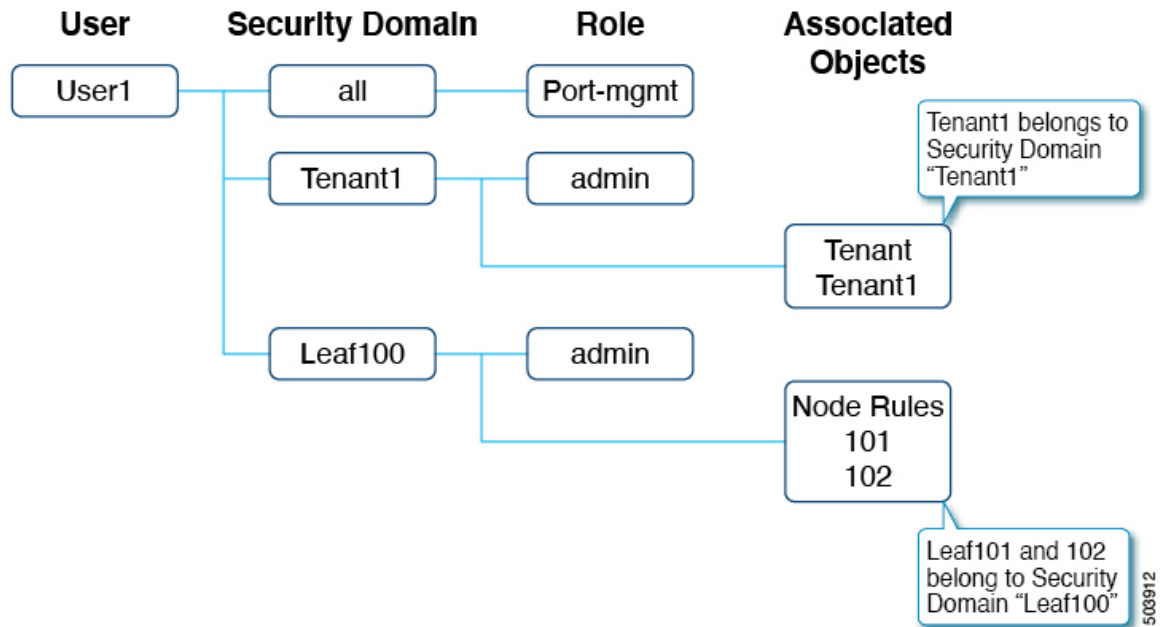 User
Security Domain
Role
Associated
Objects
User1
all
Port-mgmt
Tenant1 belongs to
Security Domain
“Tenant1”
Tenant1
admin
Tenant
Tenant1
Leaf100
admin
Node Rules
101
102
Leaf101 and 102
belong to Security
Domain “Leaf100”
503912